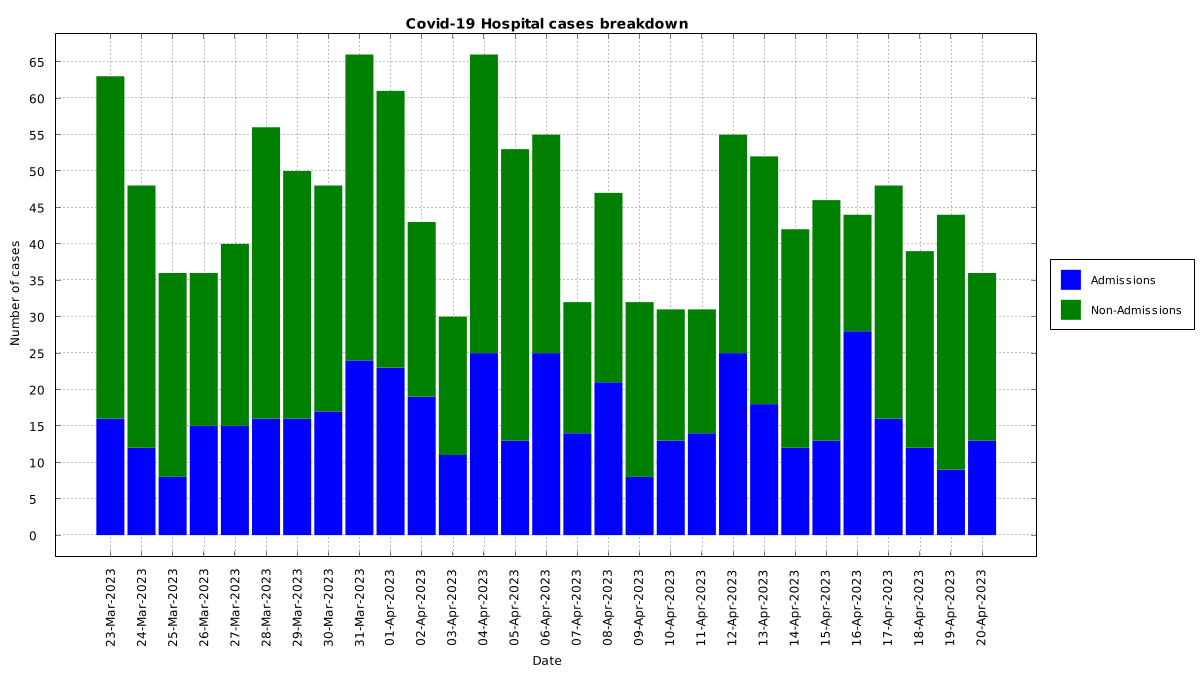 Covid-19 Hospital cases breakdown
65
60
55
50
45
40
35
30
25
20
15
10
5
0
Number of cases
23-Mar-2023
24-Mar-2023
25-Mar-2023
26-Mar-2023
27-Mar-2023
28-Mar-2023
29-Mar-2023
30-Mar-2023
31-Mar-2023
01-Apr-2023
02-Apr-2023
03-Apr-2023
04-Apr-2023
05-Apr-2023
06-Apr-2023
07-Apr-2023
08-Apr-2023
09-Apr-2023
10-Apr-2023
11-Apr-2023
12-Apr-2023
13-Apr-2023
14-Apr-2023
15-Apr-2023
16-Apr-2023
17-Apr-2023
18-Apr-2023
19-Apr-2023
20-Apr-2023
Date
Admissions
Non-Admissions